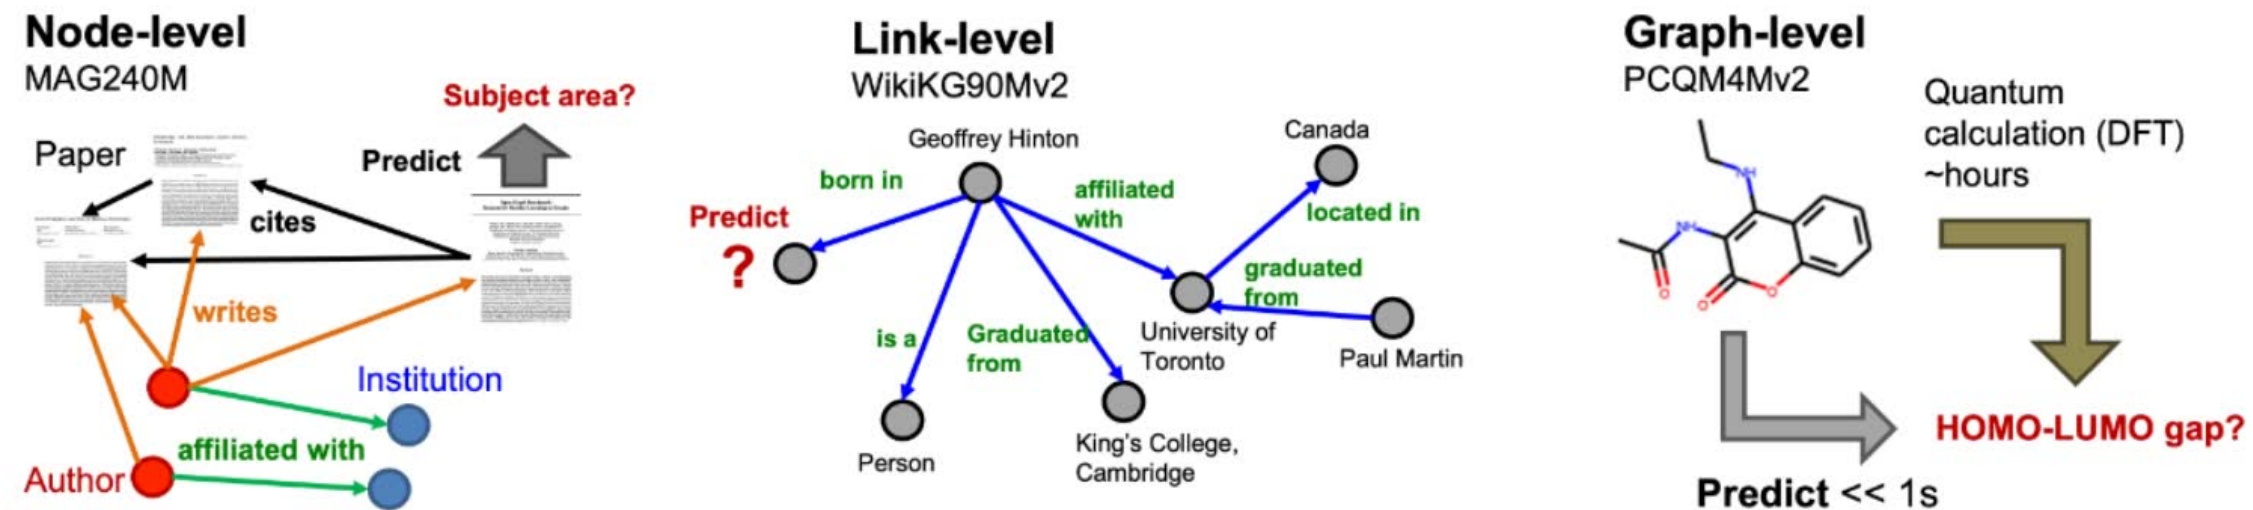 Node-level
MAG240M
Subject area?
Paper
Predict
cites
writes
Institution
affiliated with
Author
Link-level
WikiKG90Mv2
Geoffrey Hinton
Canada
born in
affiliated
with
located in
Predict
?
graduated
from
University of
Toronto
Paul Martin
is a
Graduated
from
Person
King's College,
Cambridge
Graph-level
PCQM4Mv2
Quantum
calculation (DFT)
~hours
NH
NH
O
O
O
HOMO-LUMO gap?
Predict << 1s